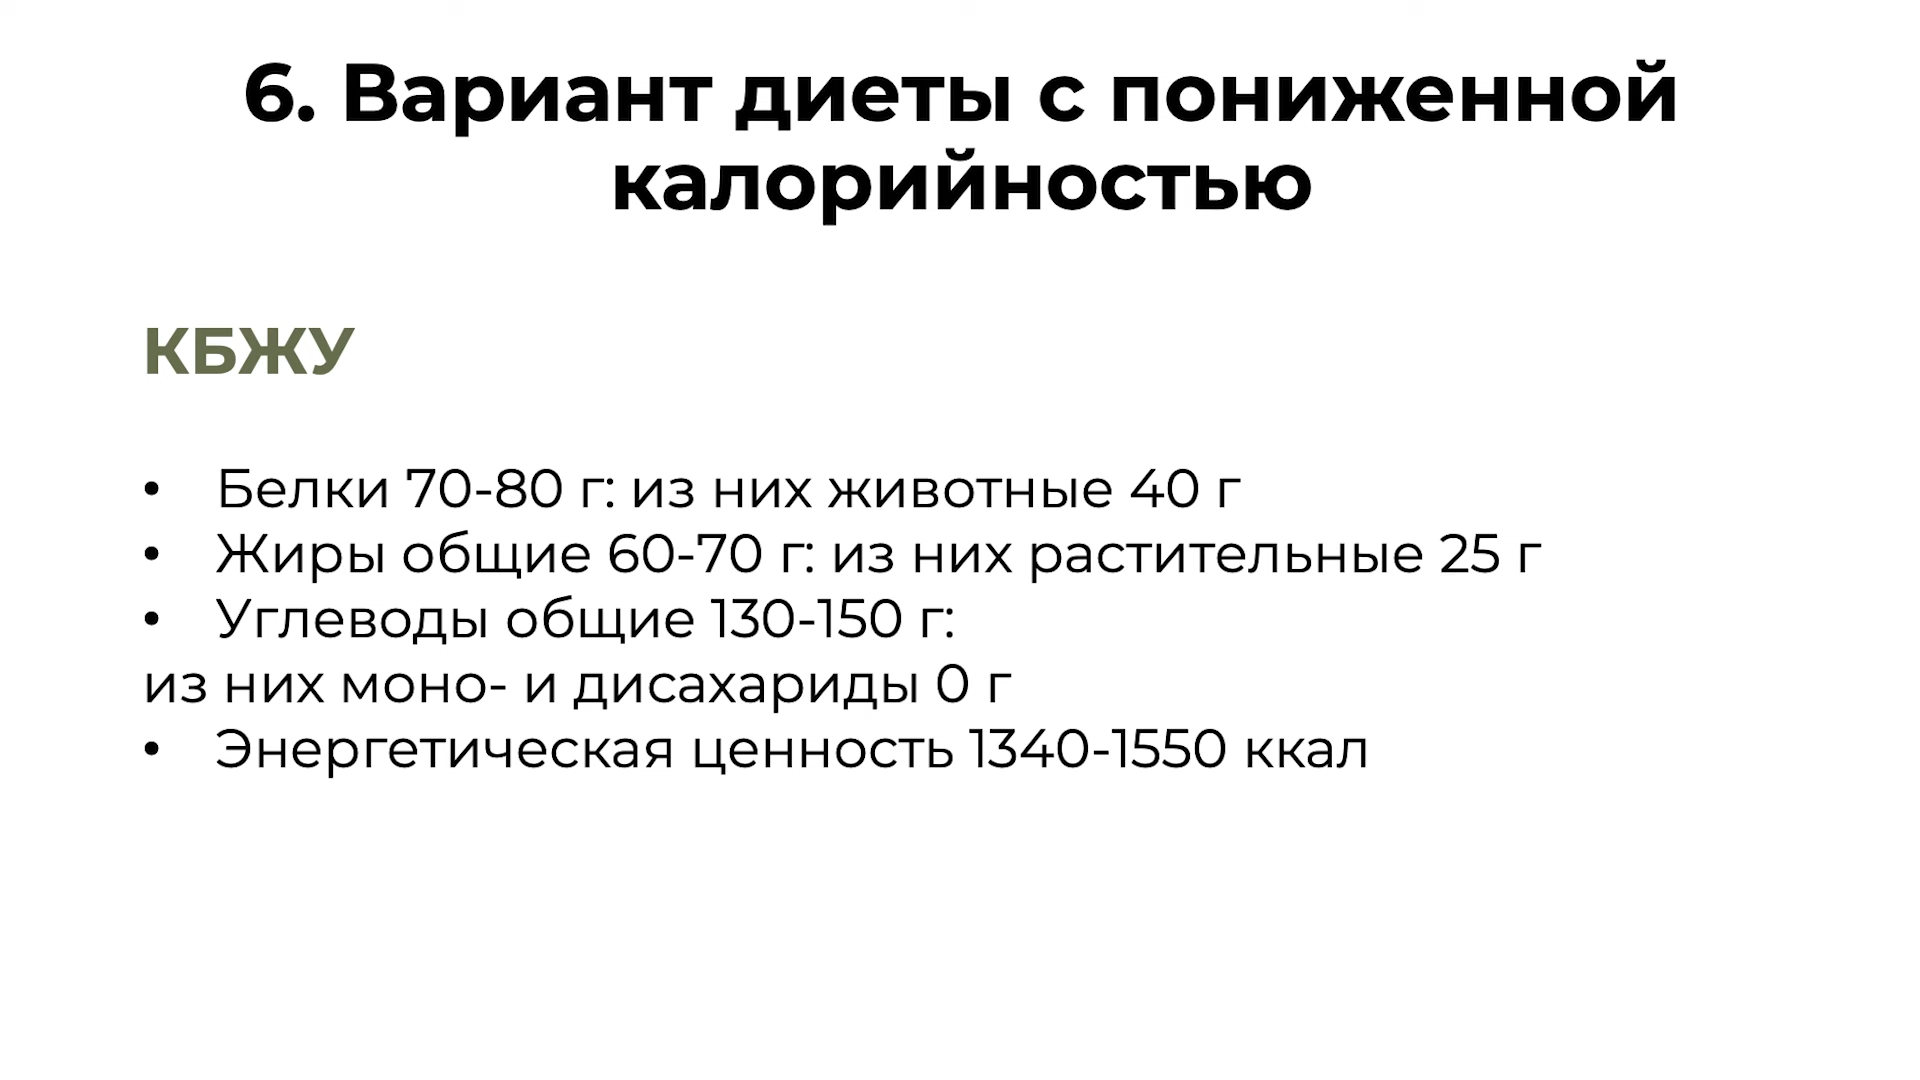 6. Вариант диеты с пониженной
калорийностью
КБЖУ
• Белки 70-80 г: из них животные 40 г
• Жиры общие 60-70 г: из них растительные 25 г
• Углеводы общие 130-150 г:
из них моно- и дисахариды 0 г
• Энергетическая ценность 1340-1550 ккал